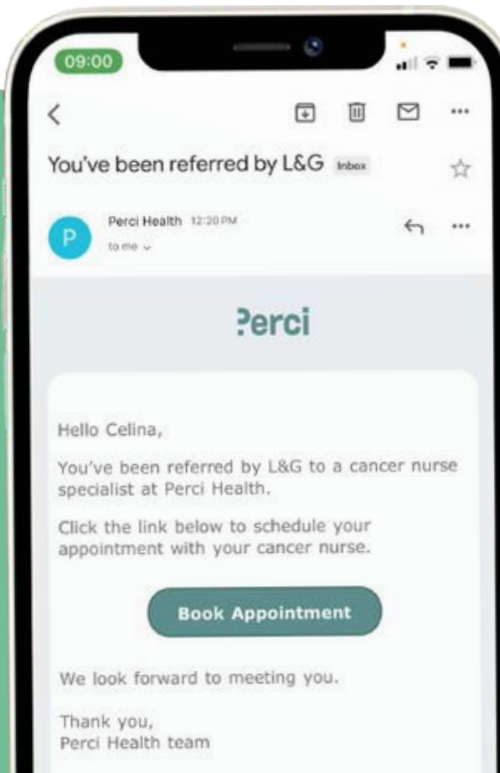 09:00
You've been referred by L&G Inbox
P
Perci Health 12:20 PM
to me
Perci
Hello Celina,
You've been referred by L&G to a cancer nurse
specialist at Perci Health.
Click the link below to schedule your
appointment with your cancer nurse.
Book Appointment
We look forward to meeting you.
Thank you,
Perci Health team